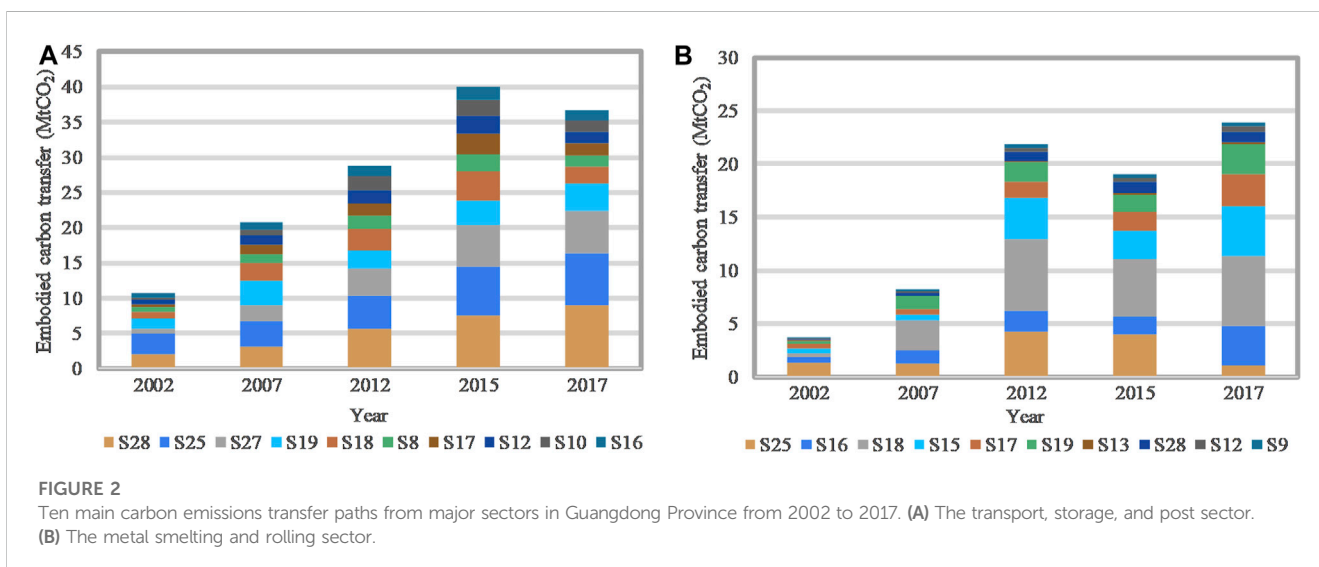 A
45
40
35
30
25
20
15
10
5
0
Embodied carbon transfer (MtCO2)
2002 2007 2012 2015 2017
Year
S28 S25 S27 S19 S18 S8 S17 S12 S10 S16
B
30
25
20
15
10
5
0
Embodied carbon transfer (MtCO2)
2002 2007 2012 2015 2017
Year
S25 S16 S18 S15 S17 S19 S13 S28 S12 S9
FIGURE 2
Ten main carbon emissions transfer paths from major sectors in Guangdong Province from 2002 to 2017. (A) The transport, storage, and post sector.
(B) The metal smelting and rolling sector.